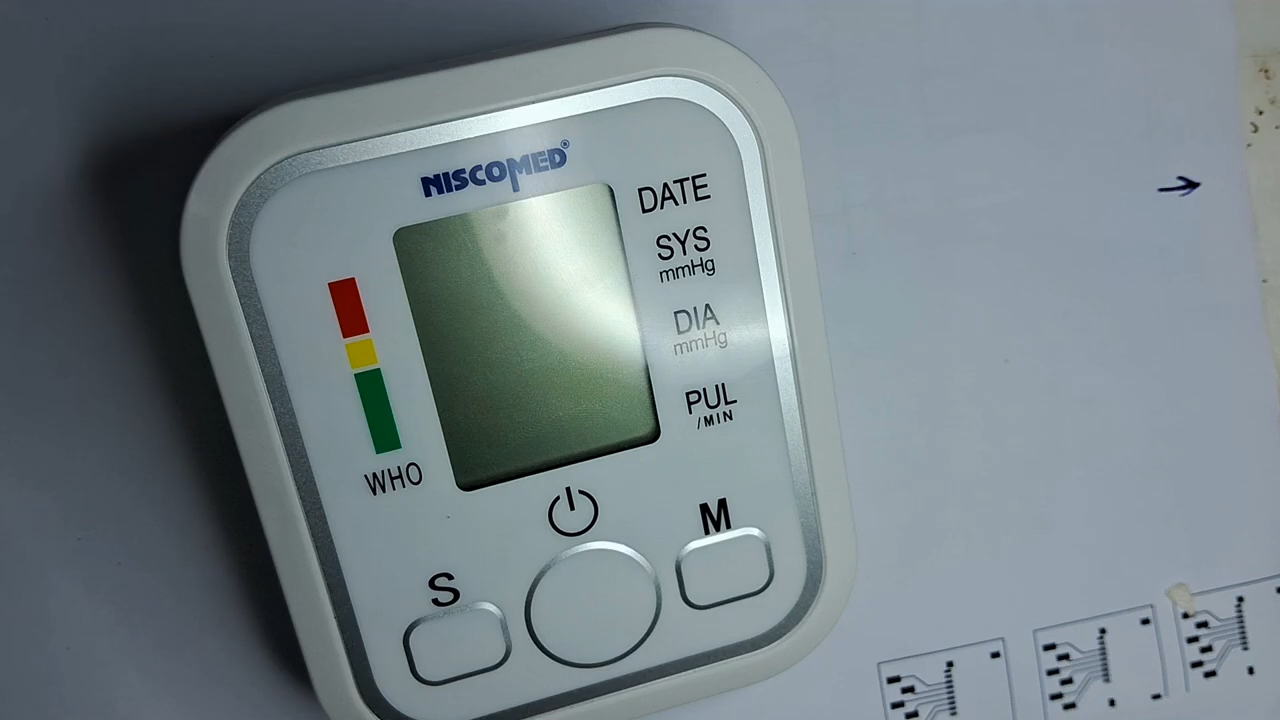 NISCOMED®
DATE
SYS
mmHg
DIA
mmHg
PUL
/MIN
WHO
M
S